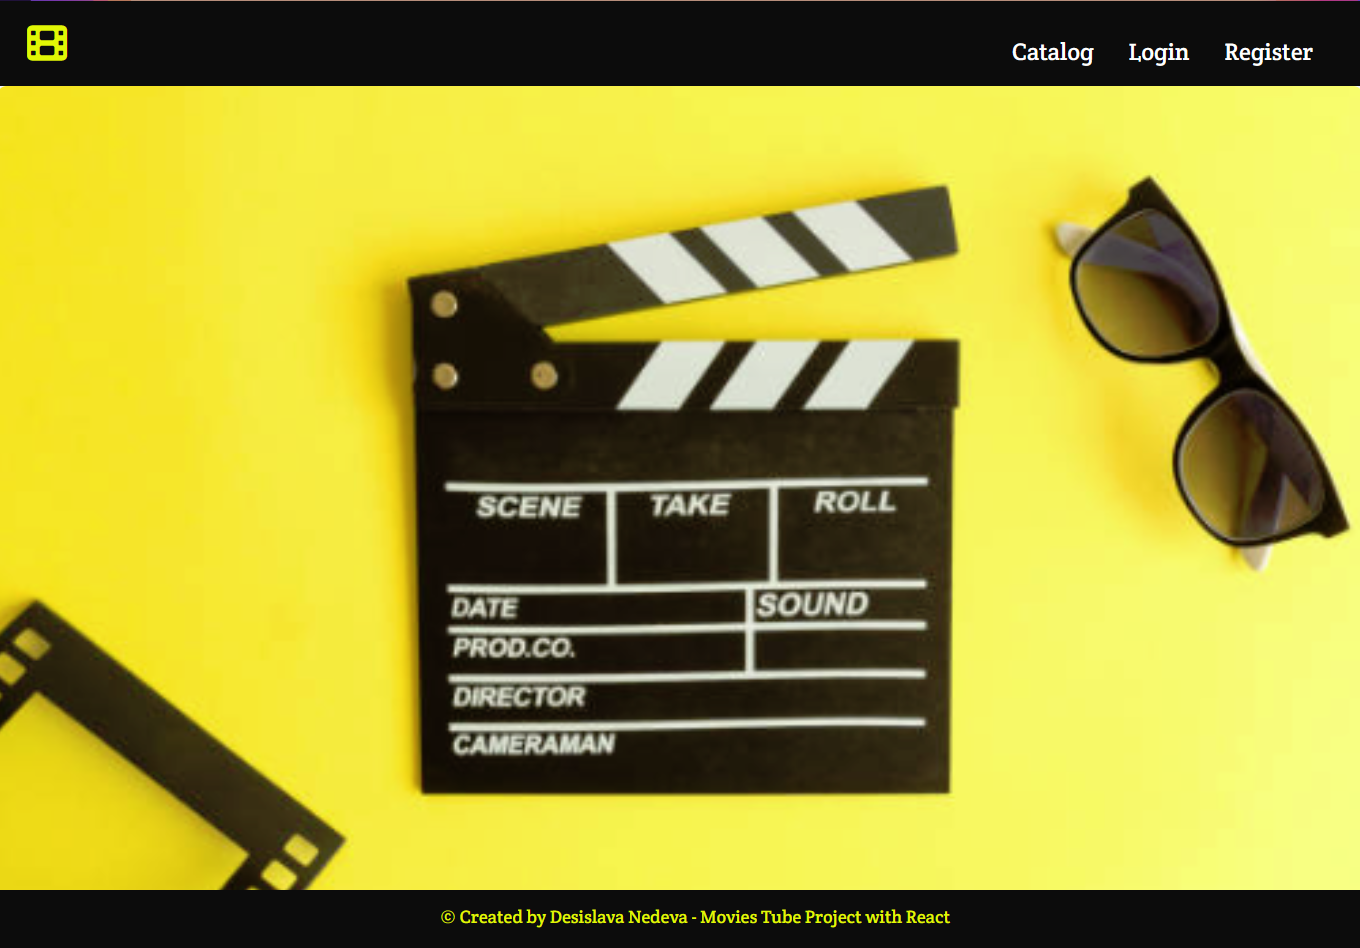 Catalog Login Register
SCENE TAKE ROLL
DATE SOUND
PROD.CO.
DIRECTOR
CAMERAMAN
© Created by Desislava Nedeva - Movies Tube Project with React